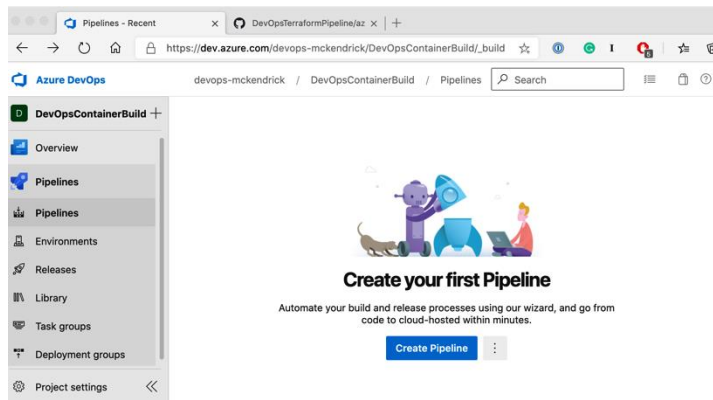 Pipelines - Recent
DevOpsTerraformPipeline/az
https://dev.azure.com/devops-mckendrick/DevOpsContainerBuild/_build
Azure DevOps
devops-mckendrick / DevOpsContainerBuild / Pipelines
Search
D DevOpsContainerBuild
Overview
Pipelines
Pipelines
Environments
Releases
Library
Task groups
Deployment groups
Project settings
Create your first Pipeline
Automate your build and release processes using our wizard, and go from
code to cloud-hosted within minutes.
Create Pipeline